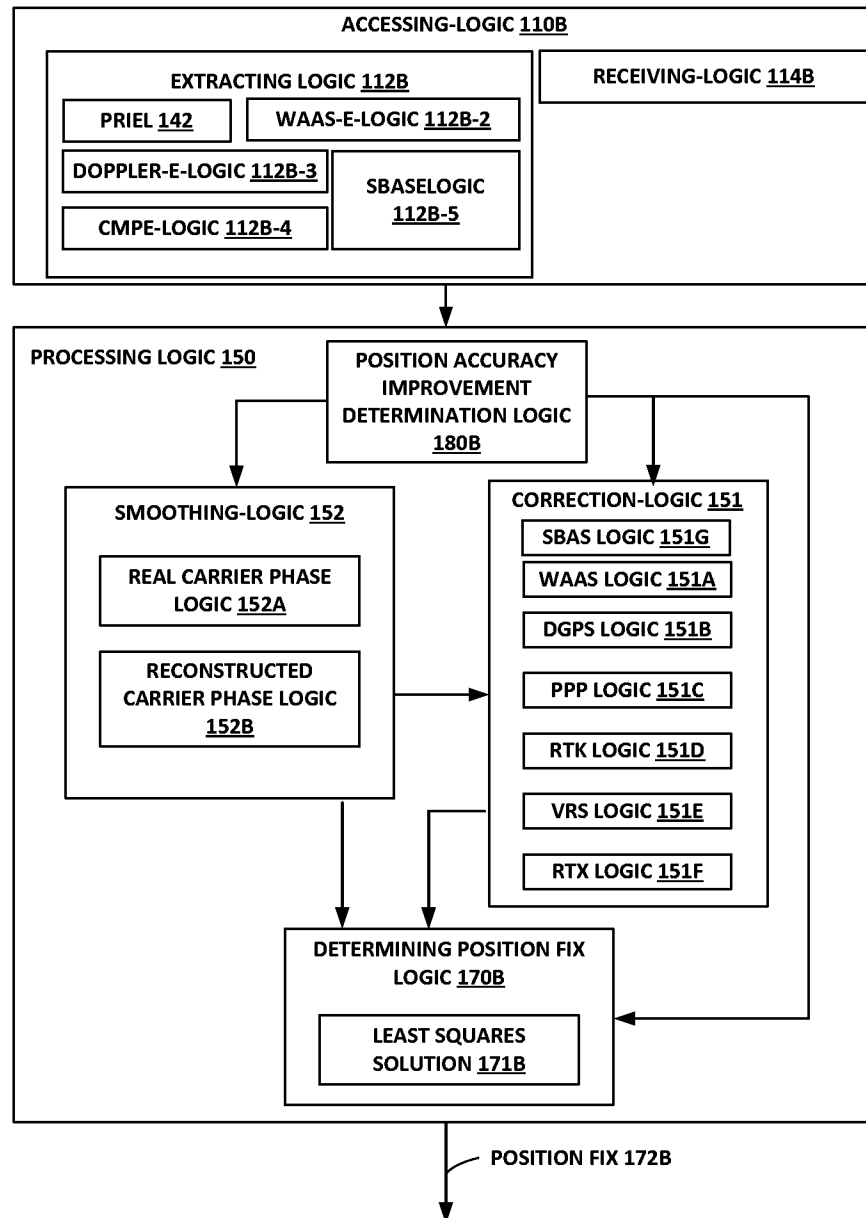 ACCESSING-LOGIC 110B
EXTRACTING LOGIC 112B
RECEIVING-LOGIC 114B
PRIEL 142
WAAS-E-LOGIC 112B-2
DOPPLER-E-LOGIC 112B-3
SBASELOGIC
112B-5
CMPE-LOGIC 112B-4
PROCESSING LOGIC 150
POSITION ACCURACY
IMPROVEMENT
DETERMINATION LOGIC
180B
SMOOTHING-LOGIC 152
REAL CARRIER PHASE
LOGIC 152A
RECONSTRUCTED
CARRIER PHASE LOGIC
152B
CORRECTION-LOGIC 151
SBAS LOGIC 151G
WAAS LOGIC 151A
DGPS LOGIC 151B
PPP LOGIC 151C
RTK LOGIC 151D
VRS LOGIC 151E
RTX LOGIC 151F
DETERMINING POSITION FIX
LOGIC 170B
LEAST SQUARES
SOLUTION 171B
POSITION FIX 172B